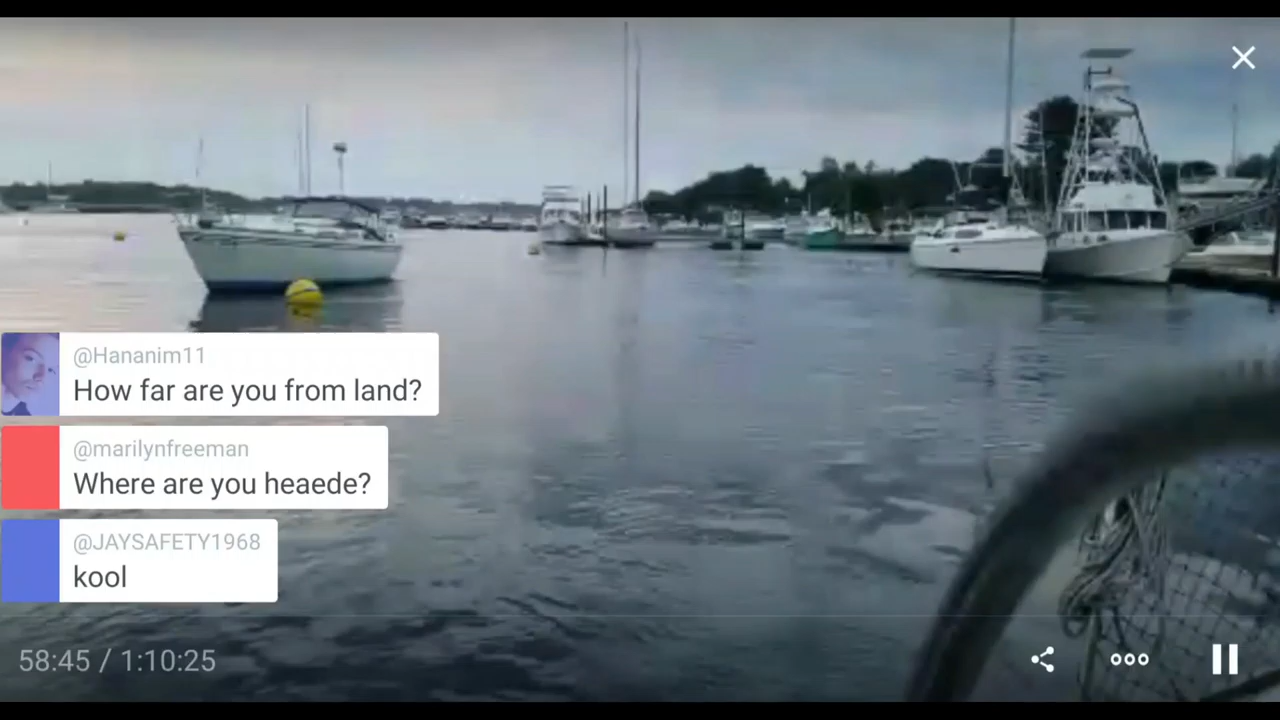 @Hananim11
How far are you from land?
@marilynfreeman
Where are you heaede?
@JAYSAFETY1968
kool
58:45 / 1:10:25